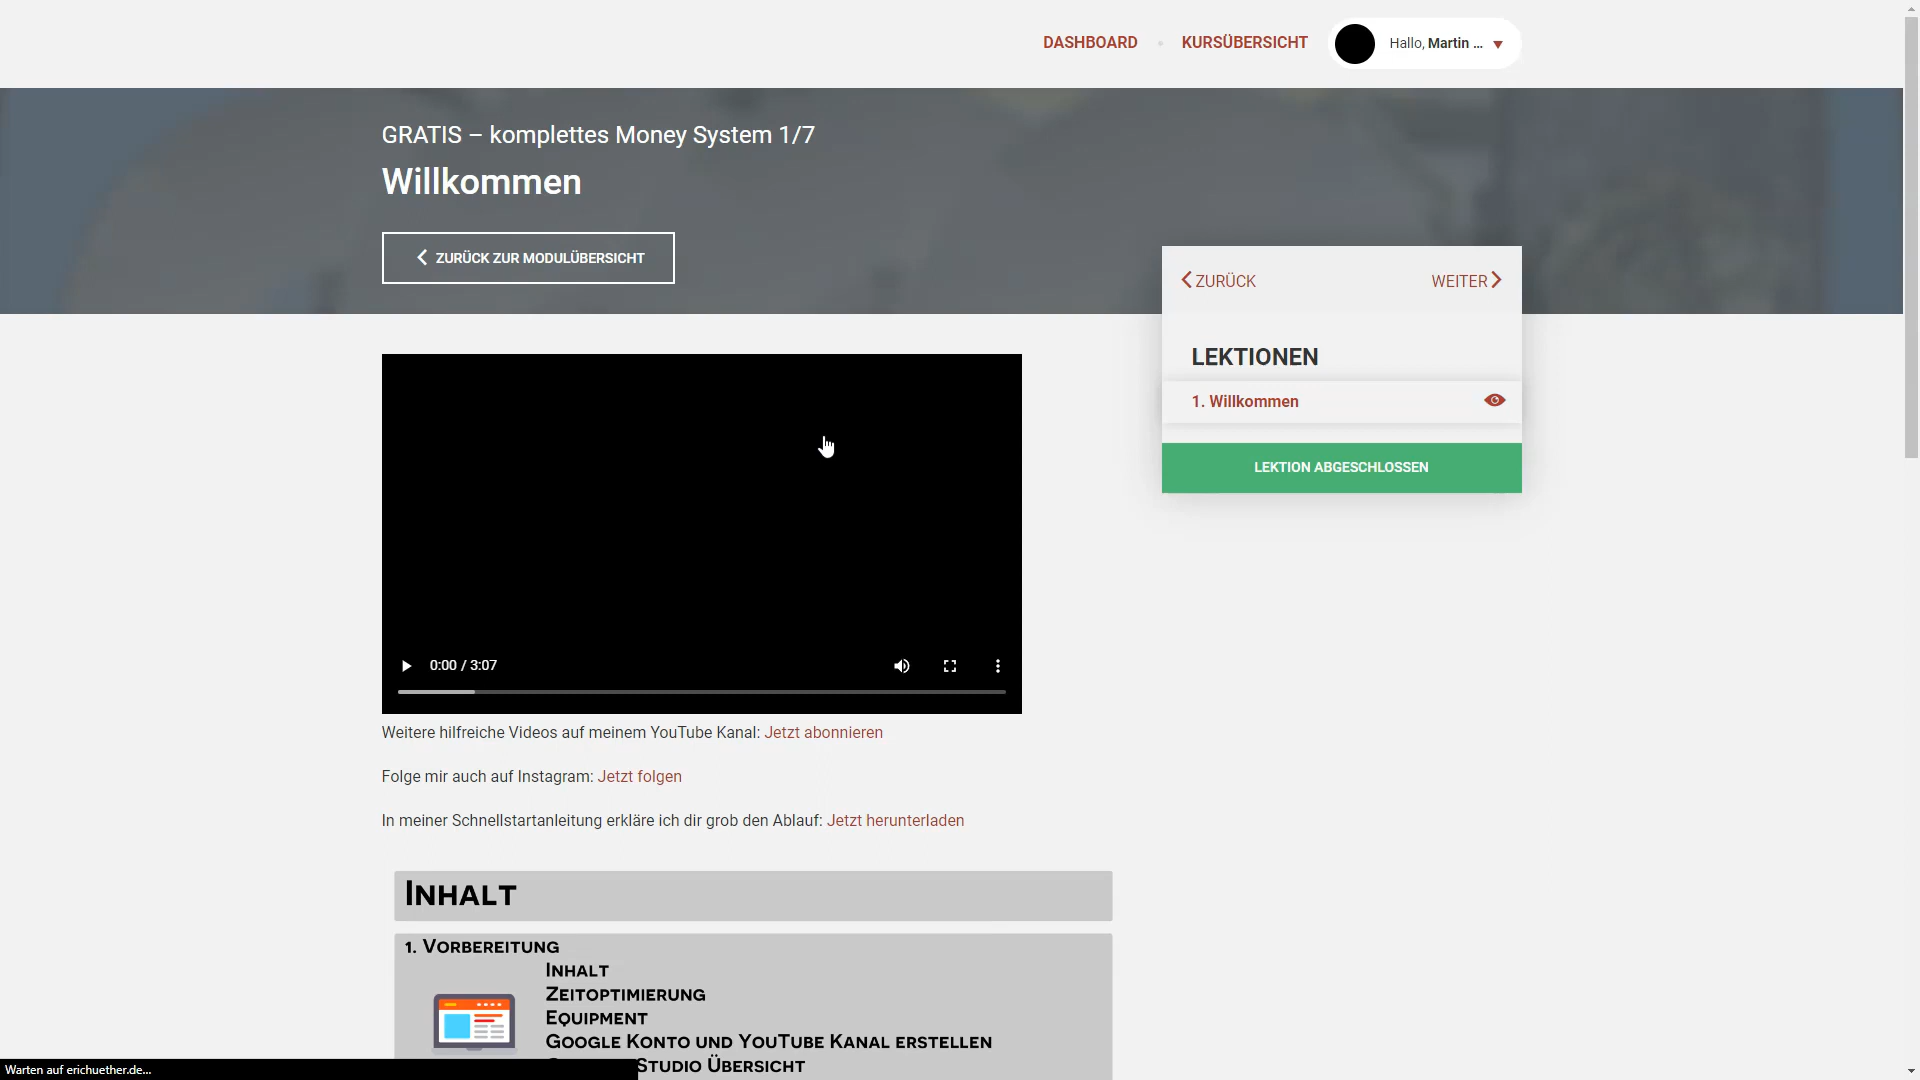 DASHBOARD
KURSÜBERSICHT
Hallo, Martin ...
GRATIS – komplettes Money System 1/7
Willkommen
ZURÜCK ZUR MODULÜBERSICHT
ZURÜCK
WEITER
LEKTIONEN
1. Willkommen
LEKTION ABGESCHLOSSEN
0:00 / 3:07
Weitere hilfreiche Videos auf meinem YouTube Kanal: Jetzt abonnieren
Folge mir auch auf Instagram: Jetzt folgen
In meiner Schnellstartanleitung erkläre ich dir grob den Ablauf: Jetzt herunterladen
Inhalt
1. Vorbereitung
Inhalt
Zeitoptimierung
Equipment
Google Konto und YouTube Kanal erstellen
Studio Übersicht
Warten auf erichuether.de...